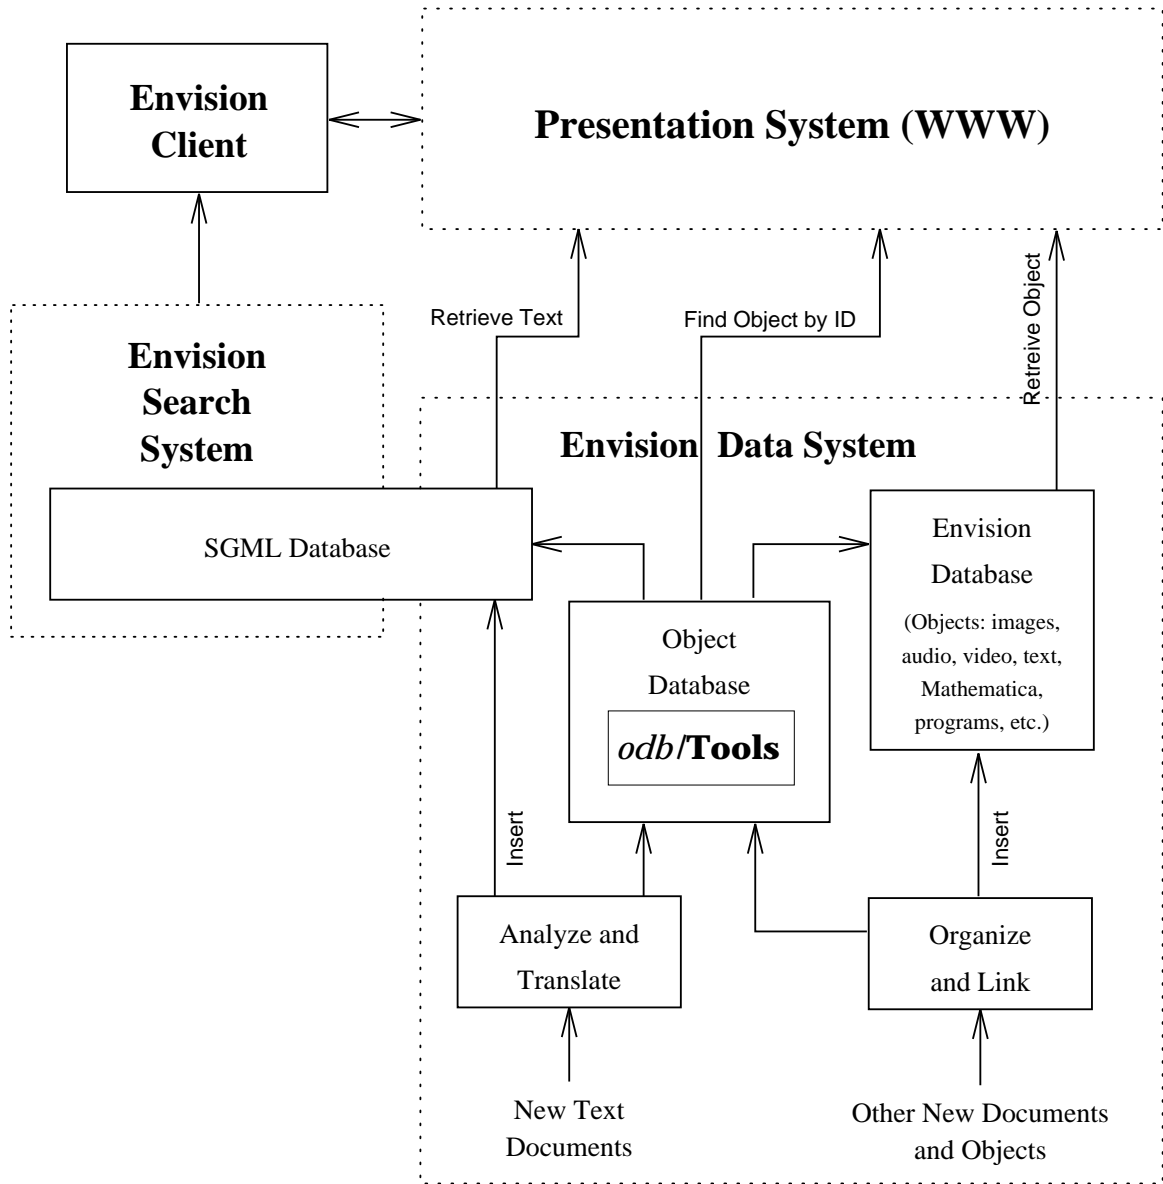 Envision
Client
Presentation System (WWW)
Retrieve Text
Find Object by ID
Retreive Object
Envision
Search
System
Envision Data System
SGML Database
Envision
Database
(Objects: images,
audio, video, text,
Mathematica,
programs, etc.)
Object
Database
odb/Tools
Insert
Insert
Analyze and
Translate
Organize
and Link
New Text
Documents
Other New Documents
and Objects